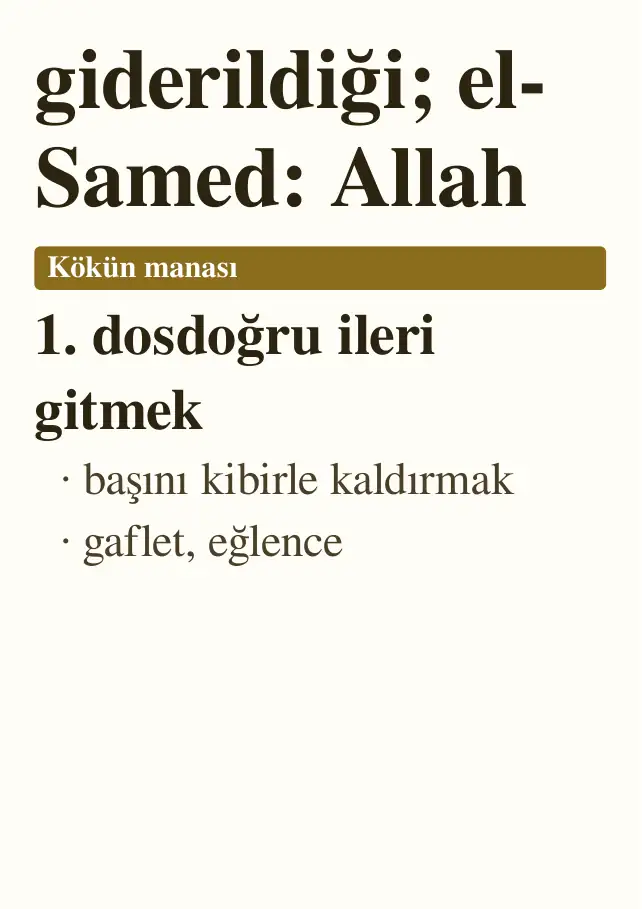 giderildiği; el-
Samed: Allah
Kökün manası
1. dosdoğru ileri
gitmek
· başını kibirle kaldırmak
· gaflet, eğlence